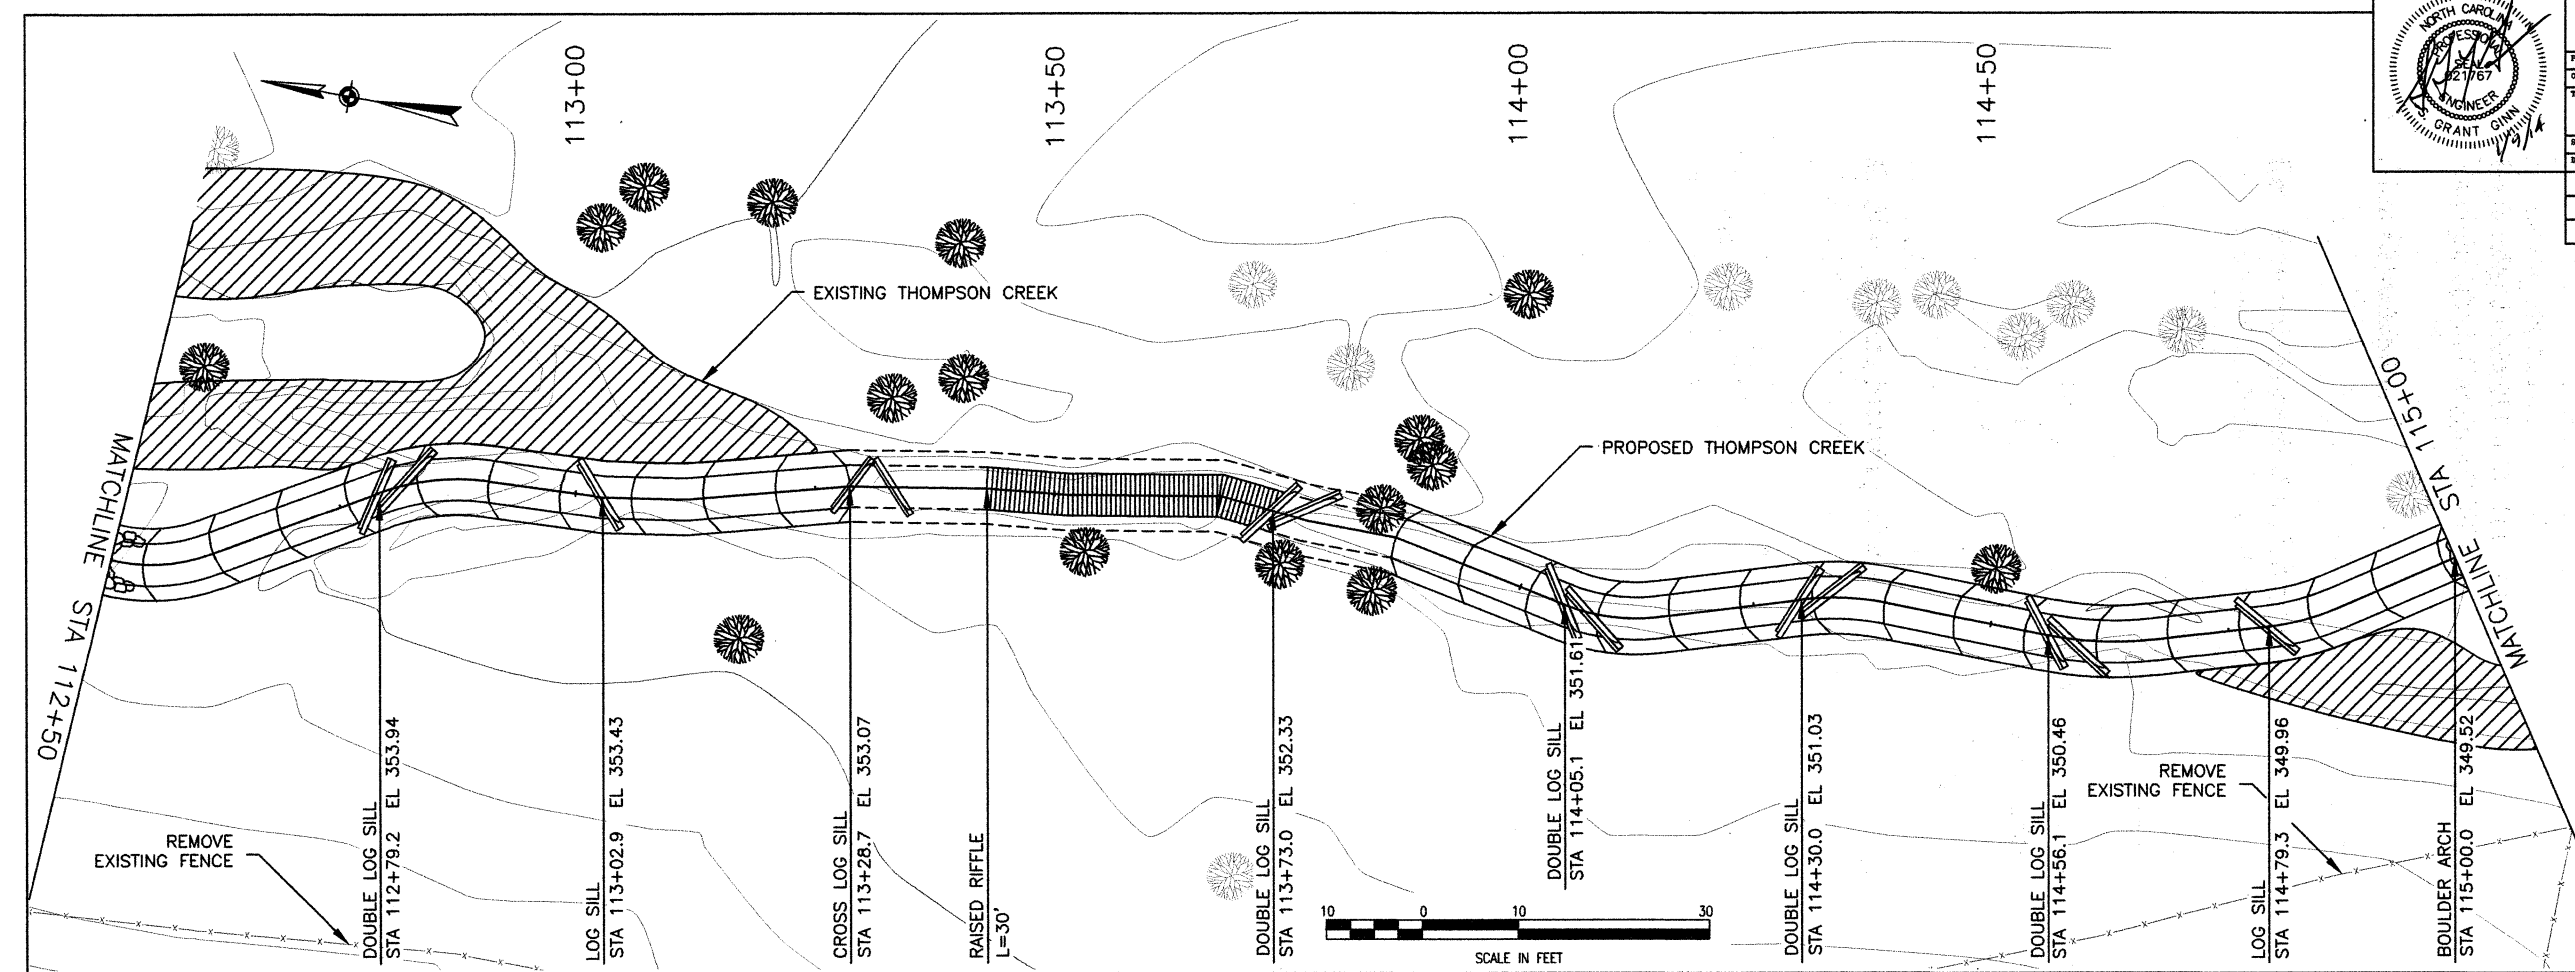 113+00
113+50
114+00
114+50
NORTH CAROLINA
PROFESSIONAL
SEAL
021767
ENGINEER
S. GRANT GINN
EXISTING THOMPSON CREEK
PROPOSED THOMPSON CREEK
MATCHLINE STA 112+50
MATCHLINE STA 115+00
REMOVE
EXISTING FENCE
DOUBLE LOG SILL
STA 112+79.2 EL 353.94
LOG SILL
STA 113+02.9 EL 353.43
CROSS LOG SILL
STA 113+28.7 EL 353.07
RAISED RIFFLE
L=30'
DOUBLE LOG SILL
STA 113+73.0 EL 352.33
DOUBLE LOG SILL
STA 114+05.1 EL 351.61
DOUBLE LOG SILL
STA 114+30.0 EL 351.03
DOUBLE LOG SILL
STA 114+56.1 EL 350.46
REMOVE
EXISTING FENCE
LOG SILL
STA 114+79.3 EL 349.96
BOULDER ARCH
STA 115+00.0 EL 349.52
10 0 10 30
SCALE IN FEET